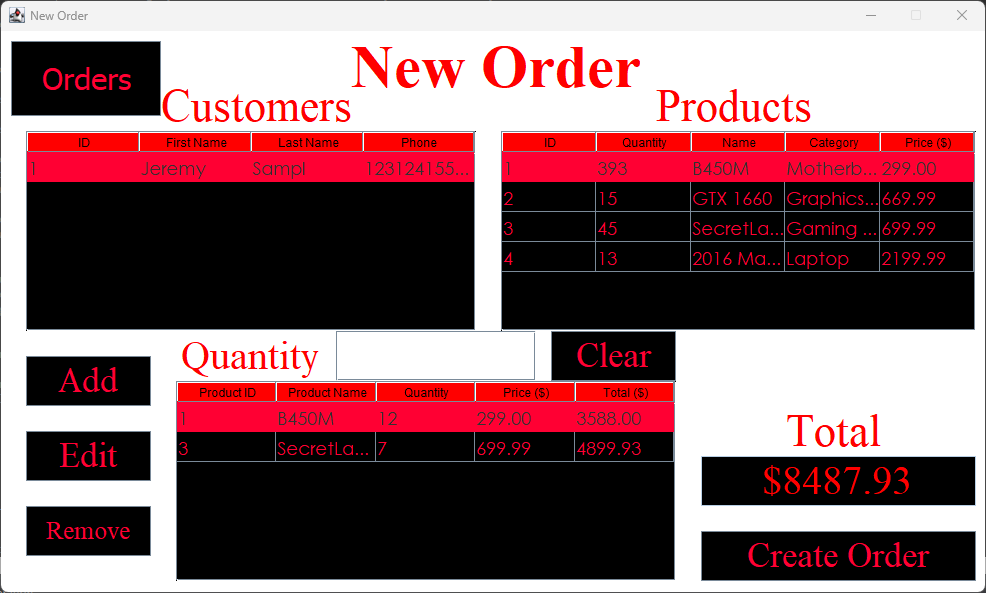 New Order
New Order
Orders
Customers
Products
ID First Name Last Name Phone
1 Jeremy Sampl 123124155...
ID Quantity Name Category Price ($)
1 393 B450M Motherb... 299.00
2 15 GTX 1660 Graphics... 669.99
3 45 SecretLa... Gaming ... 699.99
4 13 2016 Ma... Laptop 2199.99
Quantity
Clear
Add
Edit
Remove
Product ID Product Name Quantity Price ($) Total ($)
1 B450M 12 299.00 3588.00
3 SecretLa... 7 699.99 4899.93
Total
$8487.93
Create Order